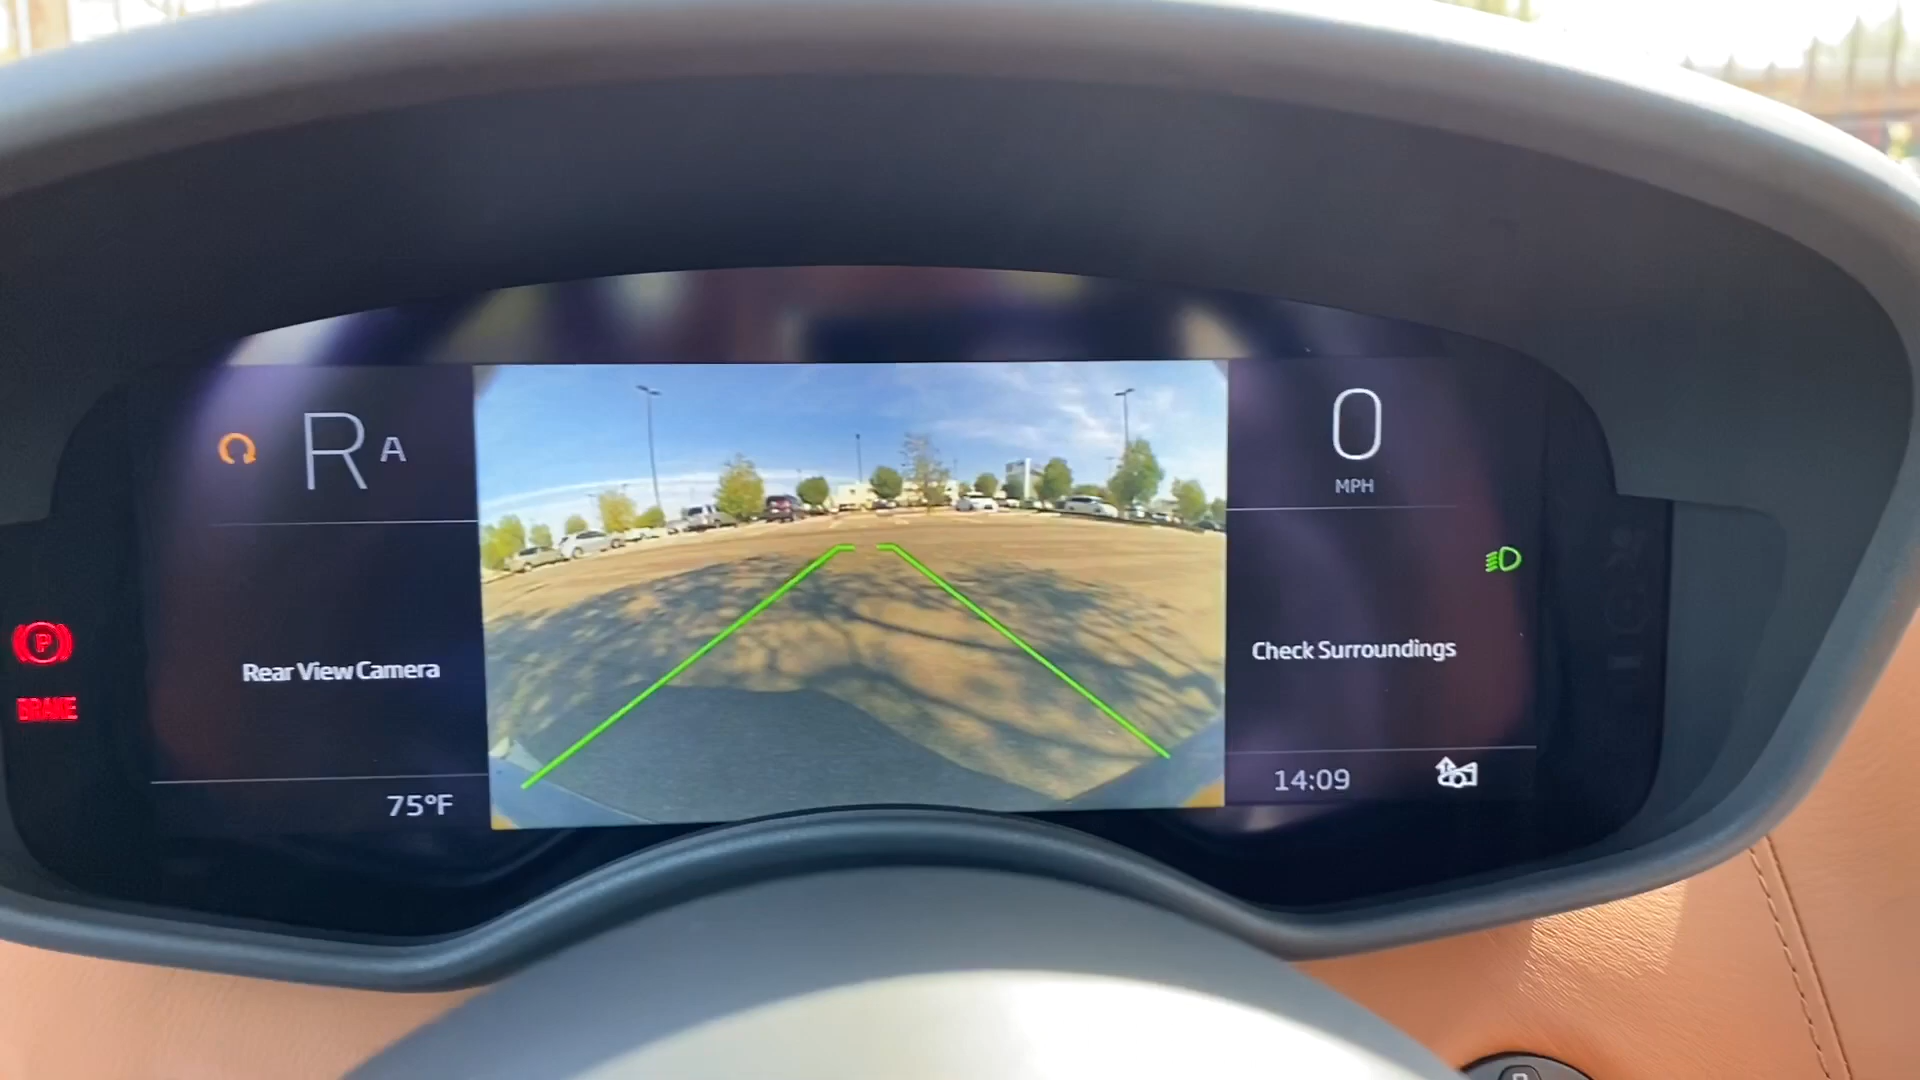 R A
0
MPH
P
BRAKE
Rear View Camera
Check Surroundings
75°F
14:09